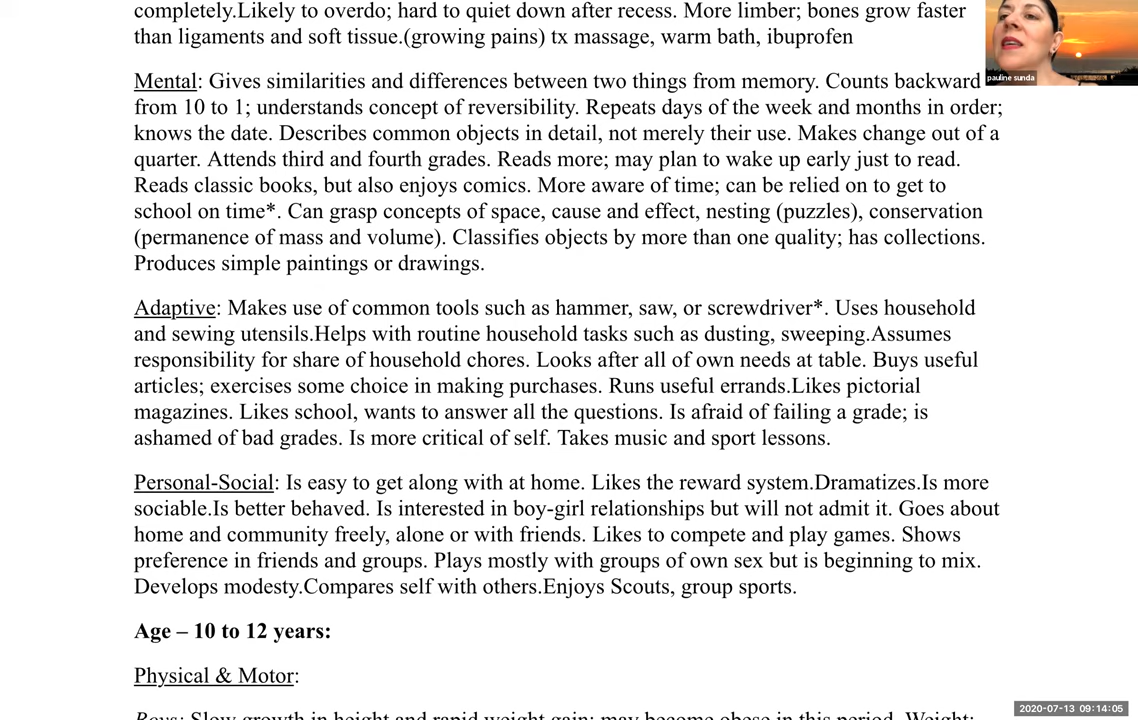 completely.Likely to overdo; hard to quiet down after recess. More limber; bones grow faster
than ligaments and soft tissue.(growing pains) tx massage, warm bath, ibuprofen
Mental: Gives similarities and differences between two things from memory. Counts backward
from 10 to 1; understands concept of reversibility. Repeats days of the week and months in order;
knows the date. Describes common objects in detail, not merely their use. Makes change out of a
quarter. Attends third and fourth grades. Reads more; may plan to wake up early just to read.
Reads classic books, but also enjoys comics. More aware of time; can be relied on to get to
school on time*. Can grasp concepts of space, cause and effect, nesting (puzzles), conservation
(permanence of mass and volume). Classifies objects by more than one quality; has collections.
Produces simple paintings or drawings.
Adaptive: Makes use of common tools such as hammer, saw, or screwdriver*. Uses household
and sewing utensils.Helps with routine household tasks such as dusting, sweeping.Assumes
responsibility for share of household chores. Looks after all of own needs at table. Buys useful
articles; exercises some choice in making purchases. Runs useful errands.Likes pictorial
magazines. Likes school, wants to answer all the questions. Is afraid of failing a grade; is
ashamed of bad grades. Is more critical of self. Takes music and sport lessons.
Personal-Social: Is easy to get along with at home. Likes the reward system.Dramatizes.Is more
sociable.Is better behaved. Is interested in boy-girl relationships but will not admit it. Goes about
home and community freely, alone or with friends. Likes to compete and play games. Shows
preference in friends and groups. Plays mostly with groups of own sex but is beginning to mix.
Develops modesty.Compares self with others.Enjoys Scouts, group sports.
Age – 10 to 12 years:
Physical & Motor:
Boys: Slow growth in height and rapid weight gain; may become obese in this period. Weight:
pauline sunda
2020-07-13 09:14:05